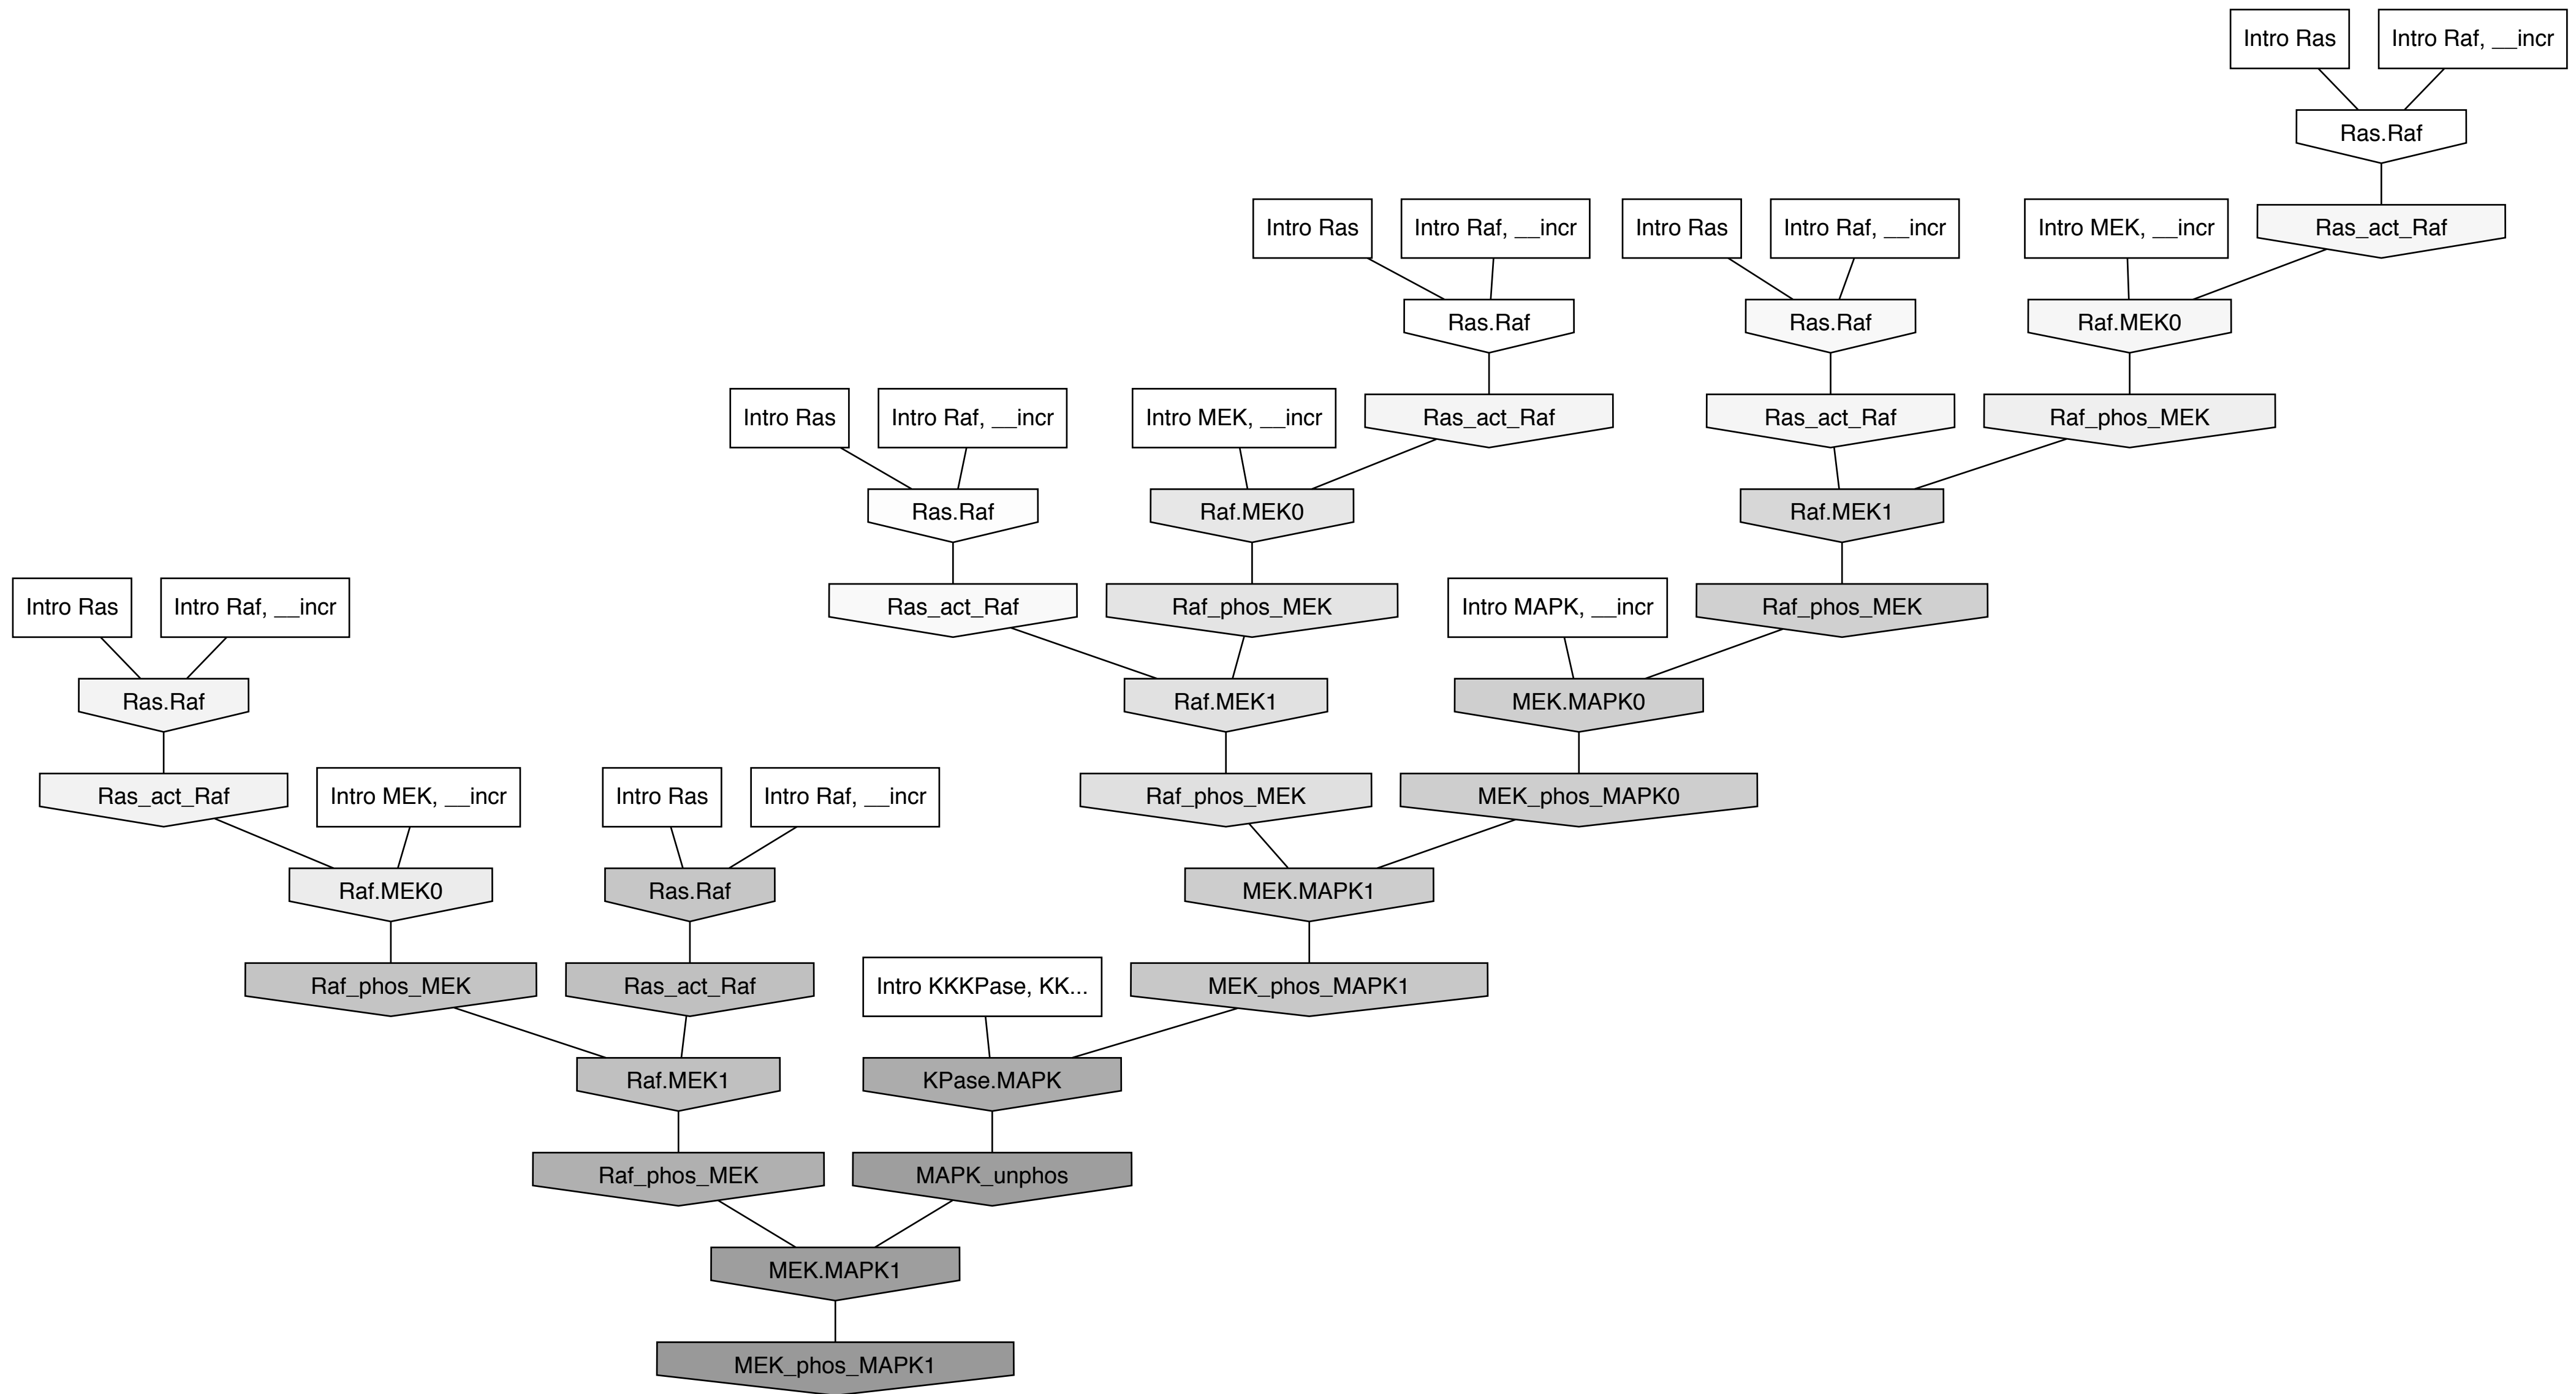 Intro Ras
Intro Raf, __incr
Ras.Raf
Intro Ras
Intro Raf, __incr
Intro Ras
Intro Raf, __incr
Intro MEK, __incr
Ras_act_Raf
Ras.Raf
Ras.Raf
Raf.MEK0
Intro Ras
Intro Raf, __incr
Intro MEK, __incr
Ras_act_Raf
Ras_act_Raf
Raf_phos_MEK
Ras.Raf
Raf.MEK0
Raf.MEK1
Intro Ras
Intro Raf, __incr
Ras_act_Raf
Raf_phos_MEK
Intro MAPK, __incr
Raf_phos_MEK
Ras.Raf
Raf.MEK1
MEK.MAPK0
Ras_act_Raf
Intro MEK, __incr
Intro Ras
Intro Raf, __incr
Raf_phos_MEK
MEK_phos_MAPK0
Raf.MEK0
Ras.Raf
MEK.MAPK1
Raf_phos_MEK
Ras_act_Raf
Intro KKKPase, KK...
MEK_phos_MAPK1
Raf.MEK1
KPase.MAPK
Raf_phos_MEK
MAPK_unphos
MEK.MAPK1
MEK_phos_MAPK1